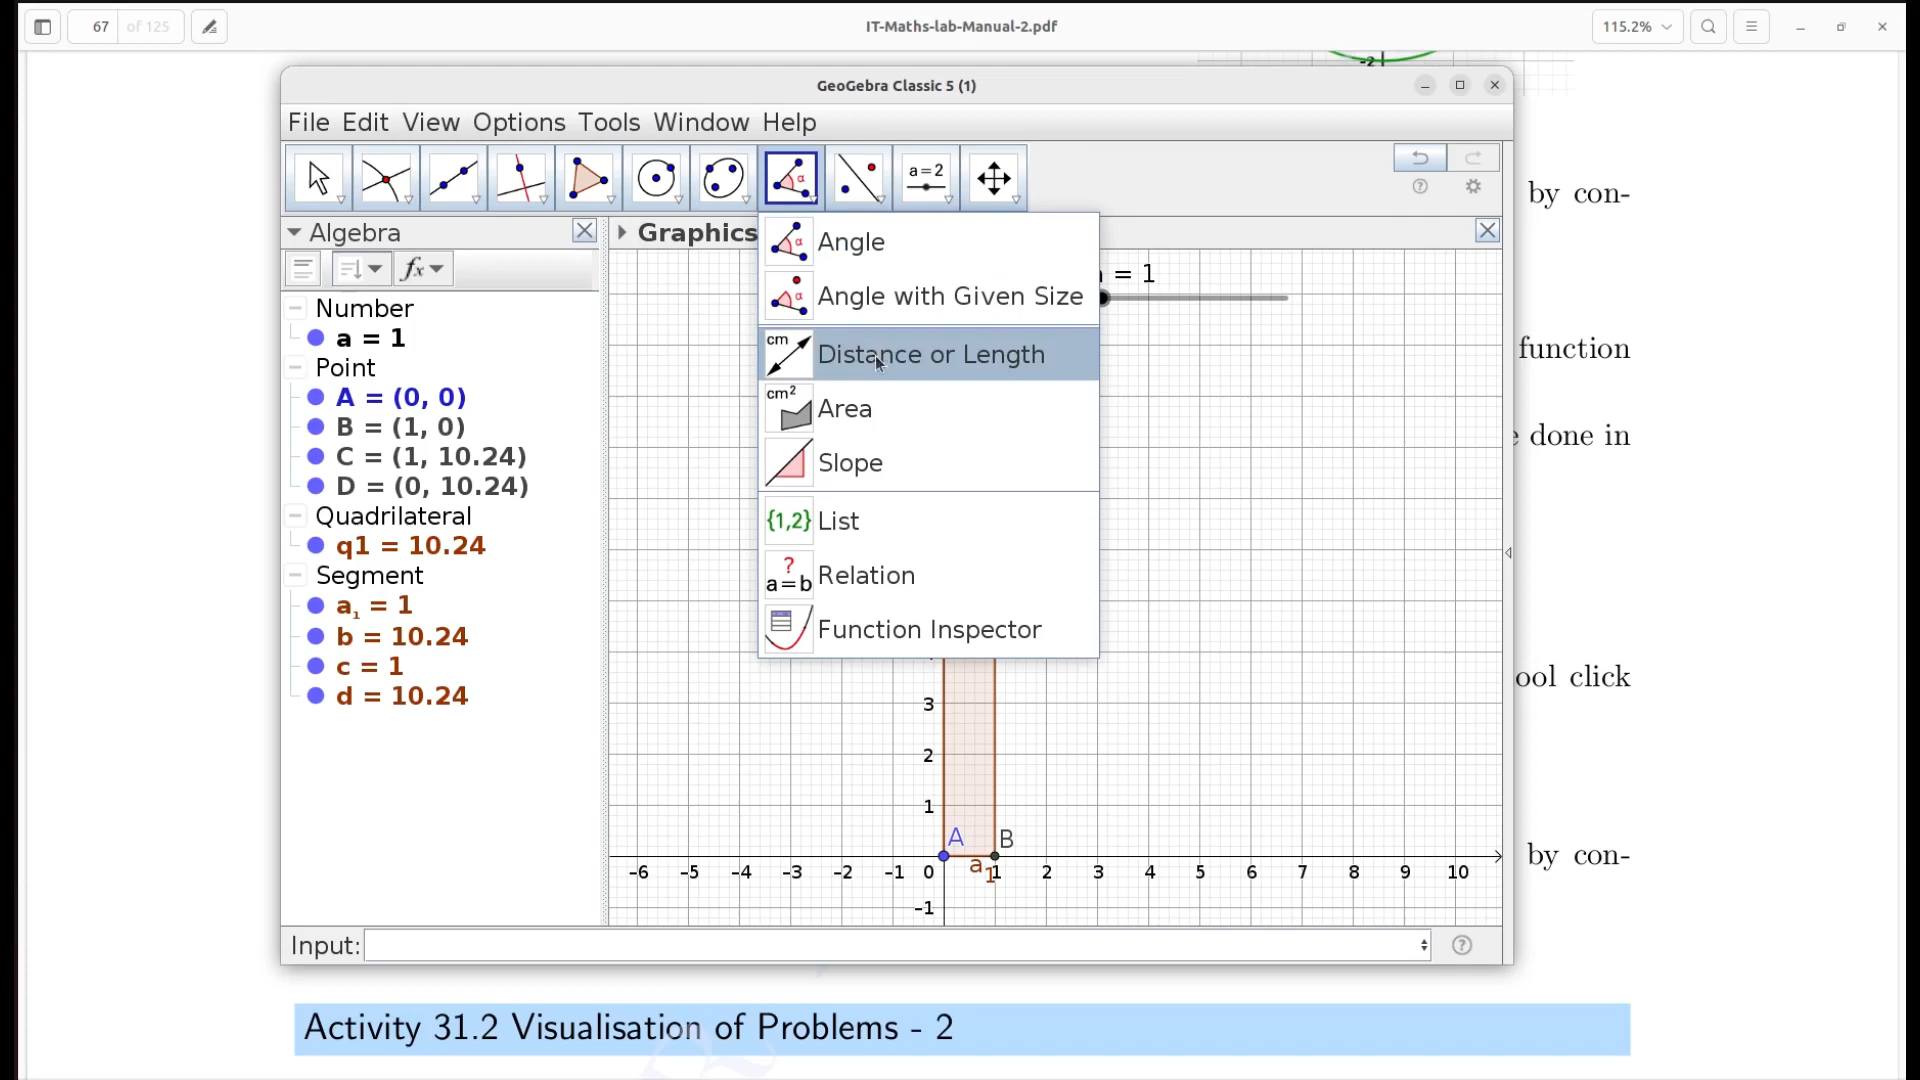 67 of 125
IT-Maths-lab-Manual-2.pdf
115.2%
-2
GeoGebra Classic 5 (1)
File Edit View Options Tools Window Help
a=2
by con-
Algebra
Graphics
fx
Angle
a = 1
Angle with Given Size
Number
a = 1
cm Distance or Length
function
Point
A = (0, 0)
cm² Area
B = (1, 0)
e done in
C = (1, 10.24)
Slope
D = (0, 10.24)
Quadrilateral
{1,2} List
q1 = 10.24
Segment
? a=b Relation
a₁ = 1
b = 10.24
Function Inspector
c = 1
ool click
d = 10.24
3
2
1
A B
by con-
-6 -5 -4 -3 -2 -1 0 a₁ 1 2 3 4 5 6 7 8 9 10
-1
Input:
Activity 31.2 Visualisation of Problems - 2